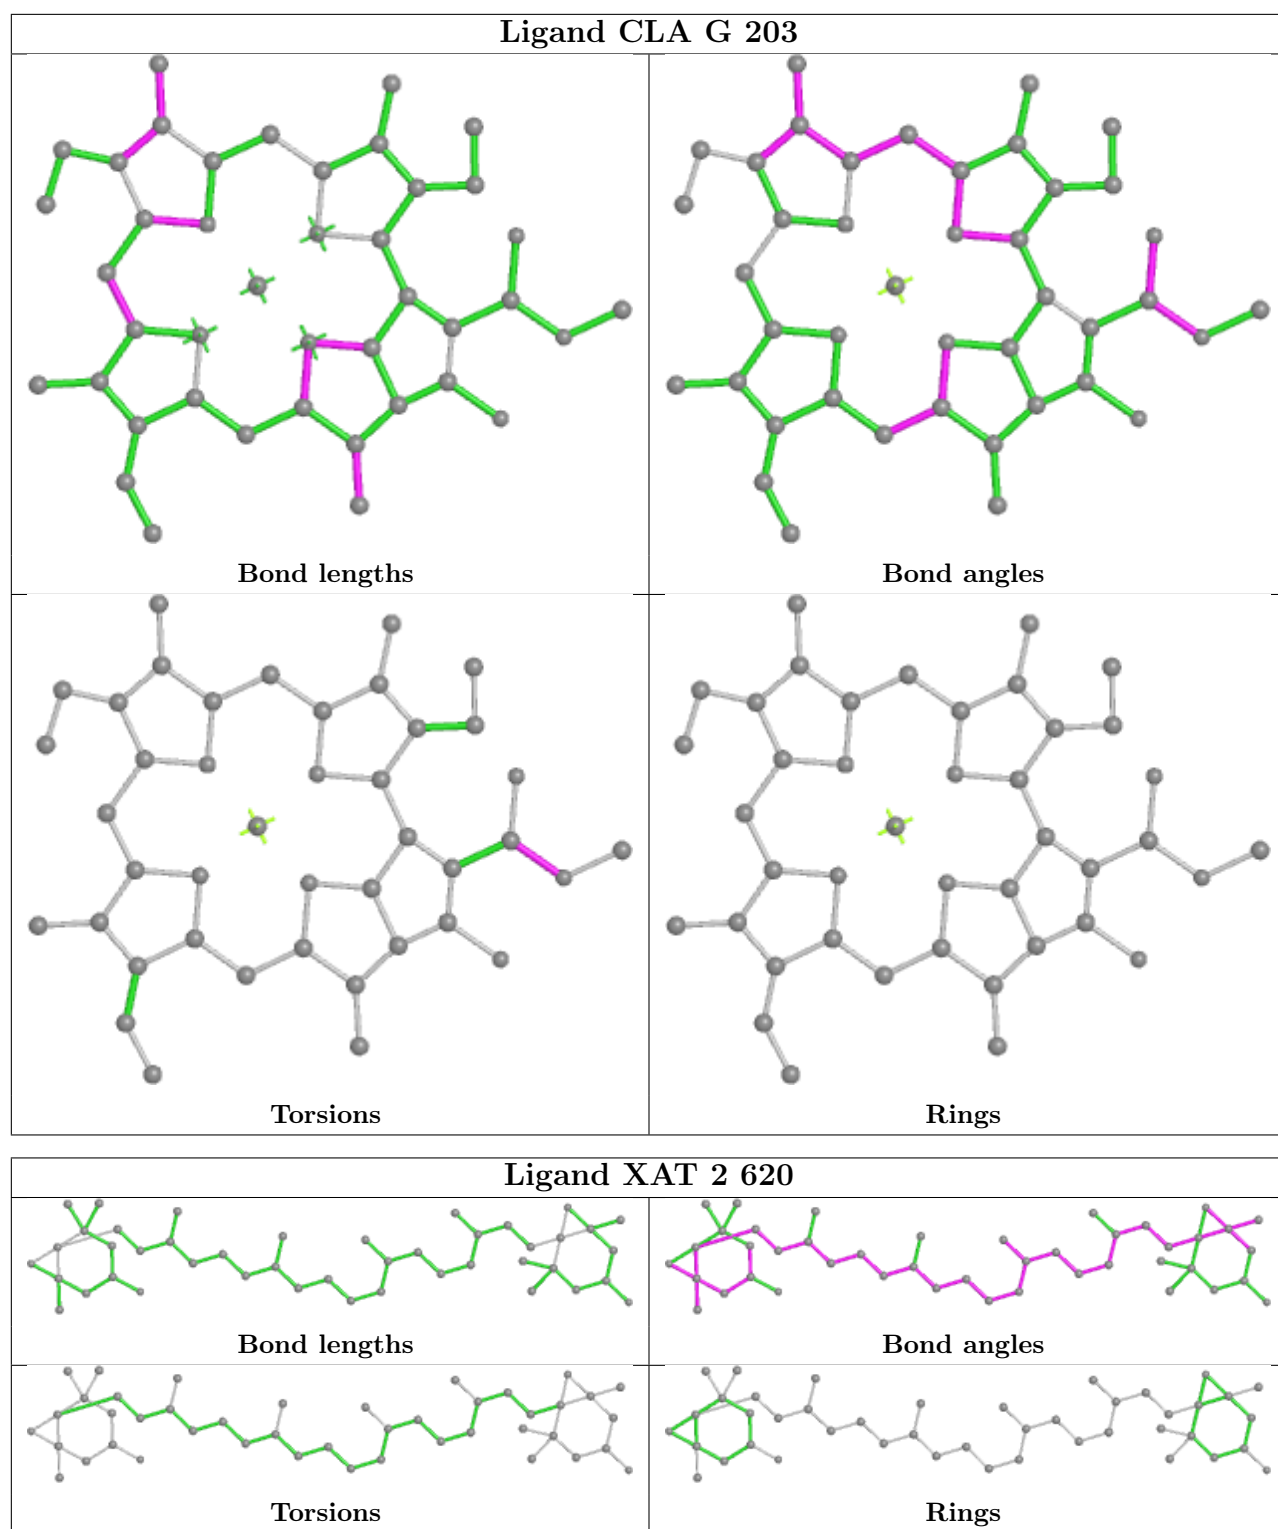 Ligand CLA G 203
Bond lengths
Bond angles
Torsions
Rings
Ligand XAT 2 620
Bond lengths
Bond angles
Torsions
Rings